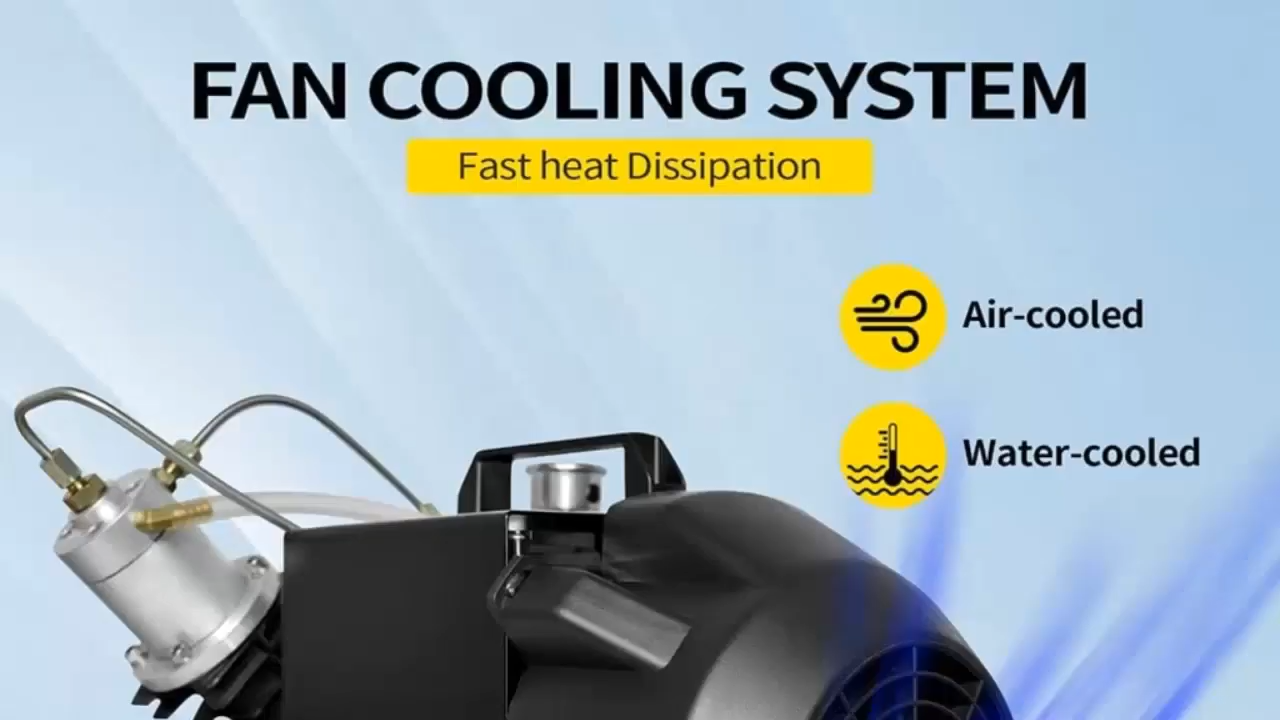 FAN COOLING SYSTEM
Fast heat Dissipation
Air-cooled
Water-cooled